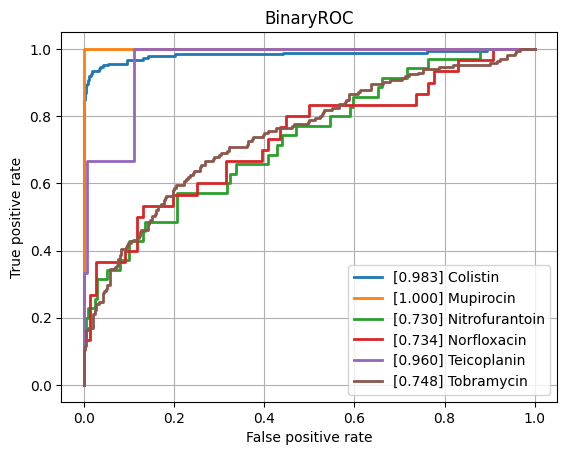 BinaryROC
True positive rate
1.0
0.8
0.6
0.4
0.2
0.0
[0.983] Colistin
[1.000] Mupirocin
[0.730] Nitrofurantoin
[0.734] Norfloxacin
[0.960] Teicoplanin
[0.748] Tobramycin
0.0 0.2 0.4 0.6 0.8 1.0
False positive rate